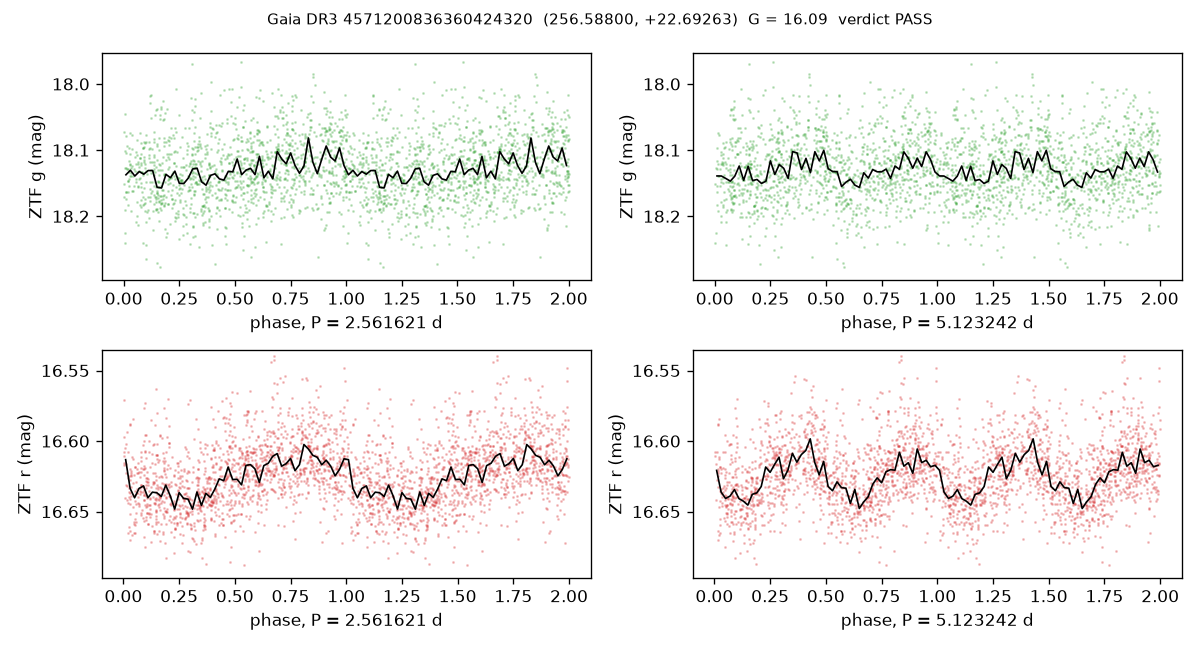 Gaia DR3 4571200836360424320 (256.58800, +22.69263) G = 16.09 verdict PASS
ZTF g (mag)
18.0
18.1
18.2
0.00 0.25 0.50 0.75 1.00 1.25 1.50 1.75 2.00
phase, P = 2.561621 d
ZTF g (mag)
18.0
18.1
18.2
0.00 0.25 0.50 0.75 1.00 1.25 1.50 1.75 2.00
phase, P = 5.123242 d
ZTF r (mag)
16.55
16.60
16.65
0.00 0.25 0.50 0.75 1.00 1.25 1.50 1.75 2.00
phase, P = 2.561621 d
ZTF r (mag)
16.55
16.60
16.65
0.00 0.25 0.50 0.75 1.00 1.25 1.50 1.75 2.00
phase, P = 5.123242 d